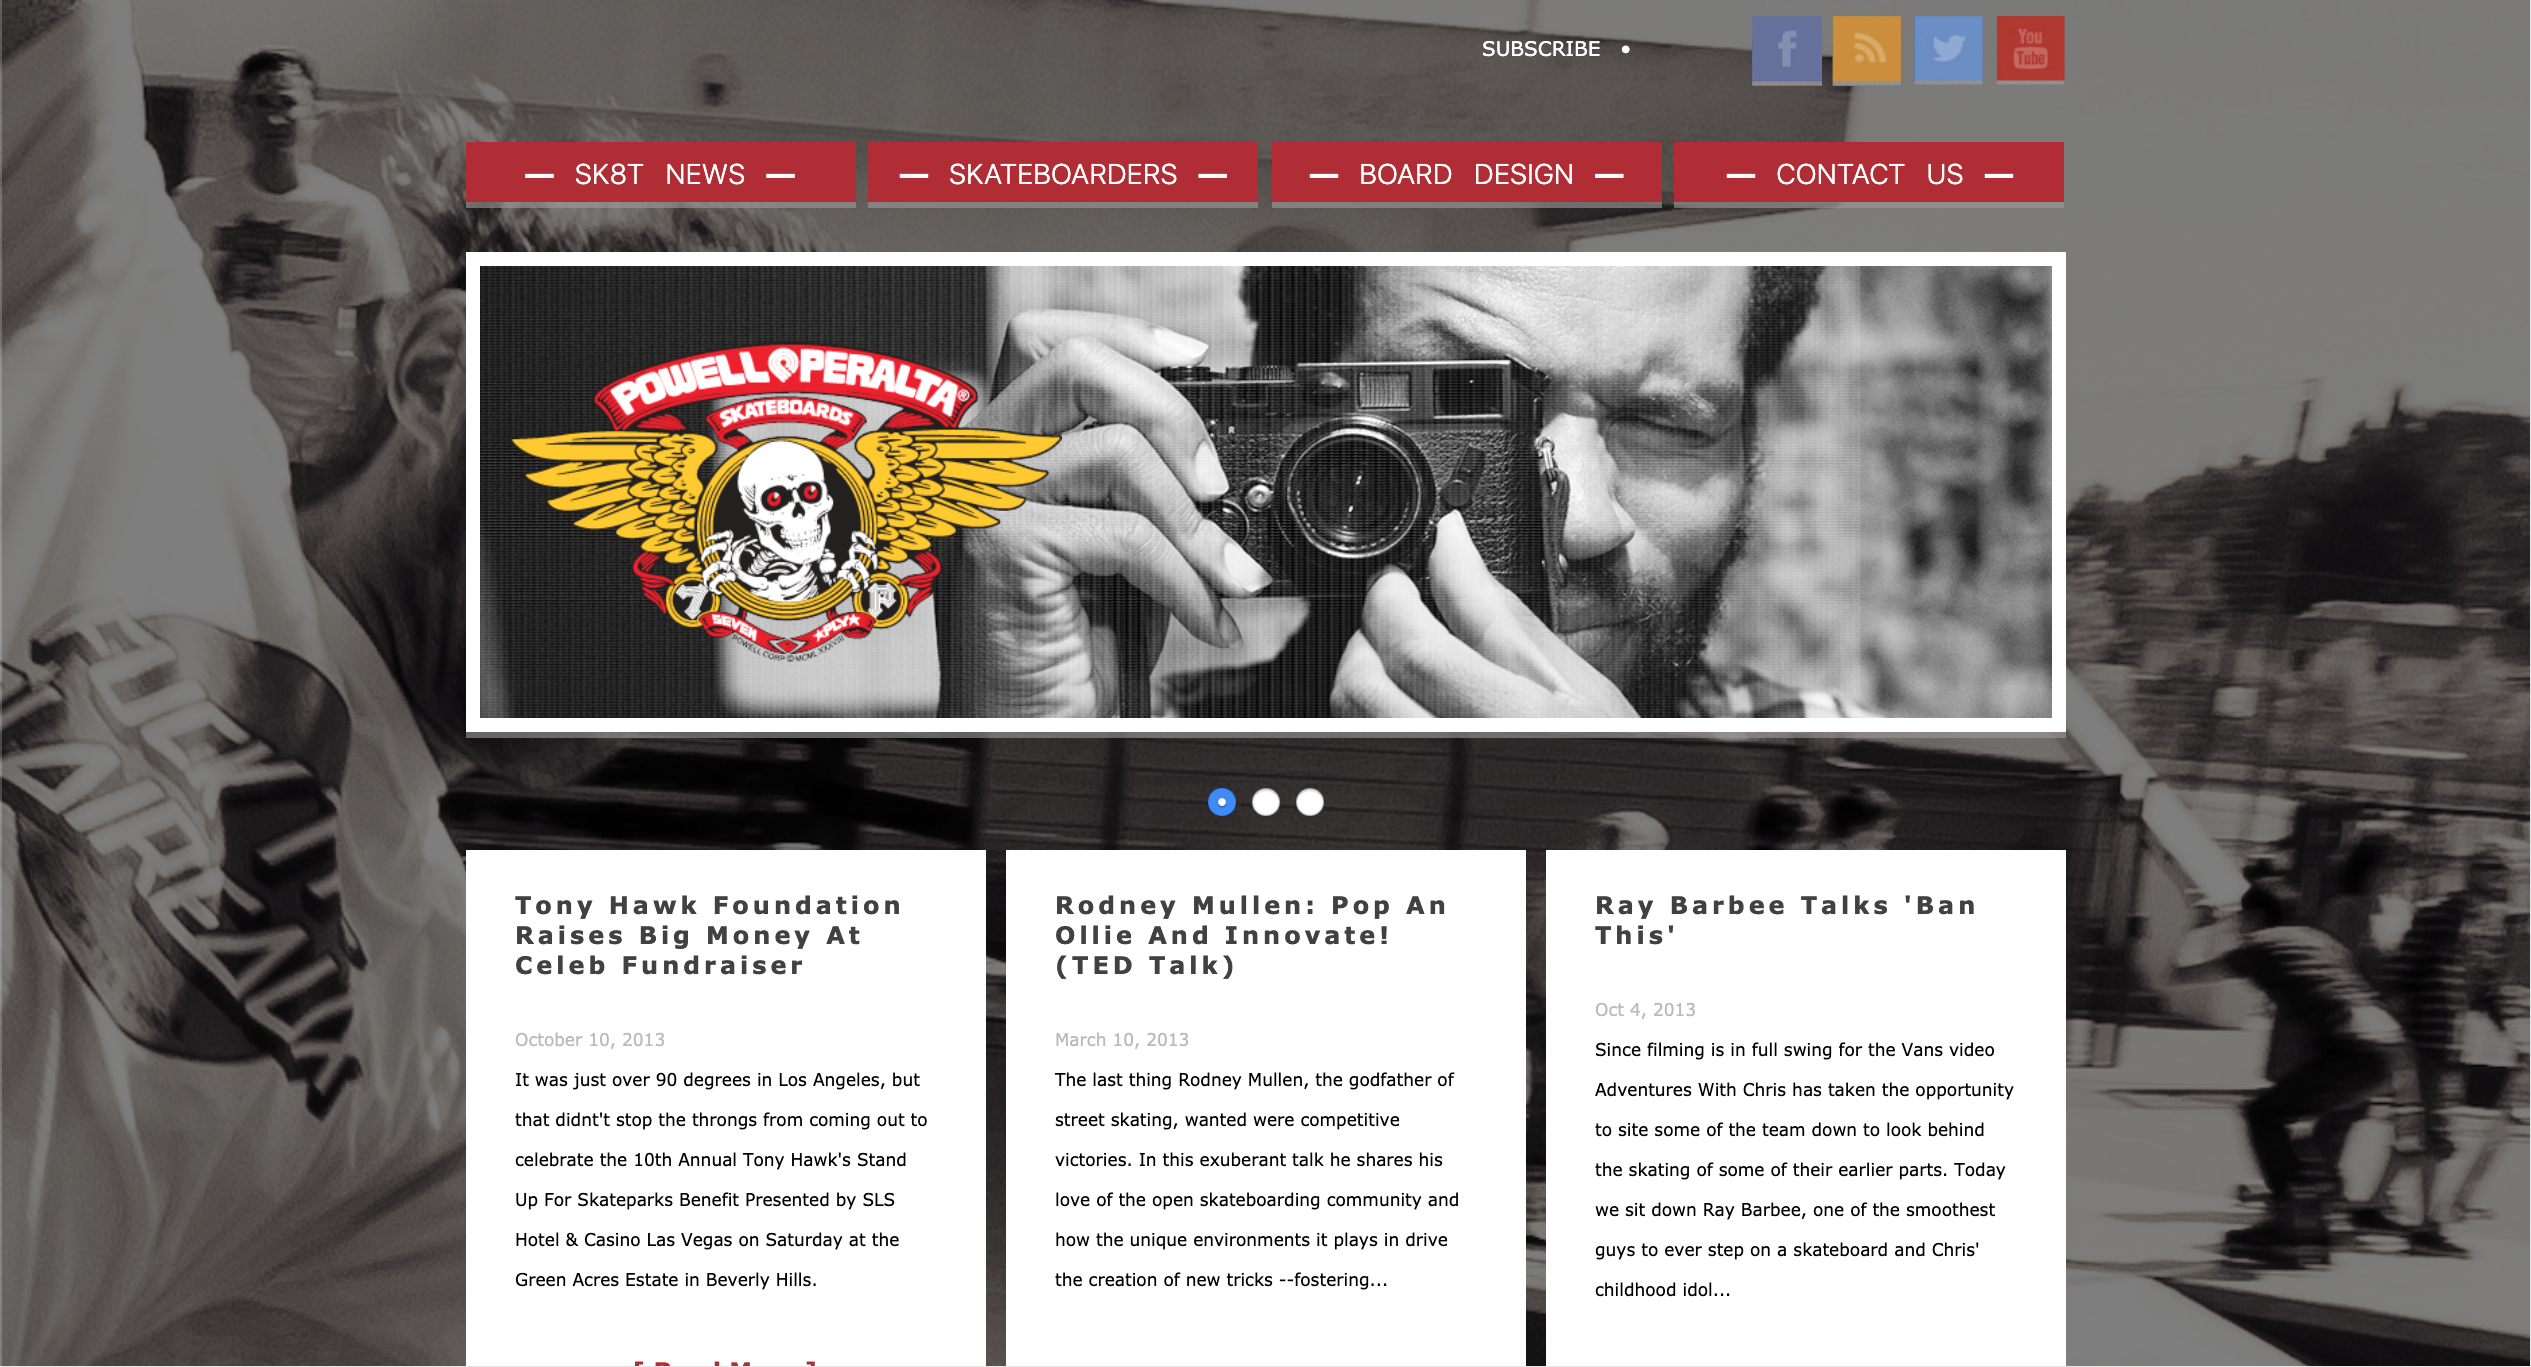 SUBSCRIBE •
You
Tube
— SK8T NEWS —
— SKATEBOARDERS —
— BOARD DESIGN —
— CONTACT US —
POWELL PERALTA®
SKATEBOARDS
R
7
P
SEVEN
PLY
POWELL CORP © MCML XXXVIII
Tony Hawk Foundation
Raises Big Money At
Celeb Fundraiser
October 10, 2013
It was just over 90 degrees in Los Angeles, but
that didnt't stop the throngs from coming out to
celebrate the 10th Annual Tony Hawk's Stand
Up For Skateparks Benefit Presented by SLS
Hotel & Casino Las Vegas on Saturday at the
Green Acres Estate in Beverly Hills.
Rodney Mullen: Pop An
Ollie And Innovate!
(TED Talk)
March 10, 2013
The last thing Rodney Mullen, the godfather of
street skating, wanted were competitive
victories. In this exuberant talk he shares his
love of the open skateboarding community and
how the unique environments it plays in drive
the creation of new tricks --fostering...
Ray Barbee Talks 'Ban
This'
Oct 4, 2013
Since filming is in full swing for the Vans video
Adventures With Chris has taken the opportunity
to site some of the team down to look behind
the skating of some of their earlier parts. Today
we sit down Ray Barbee, one of the smoothest
guys to ever step on a skateboard and Chris'
childhood idol...